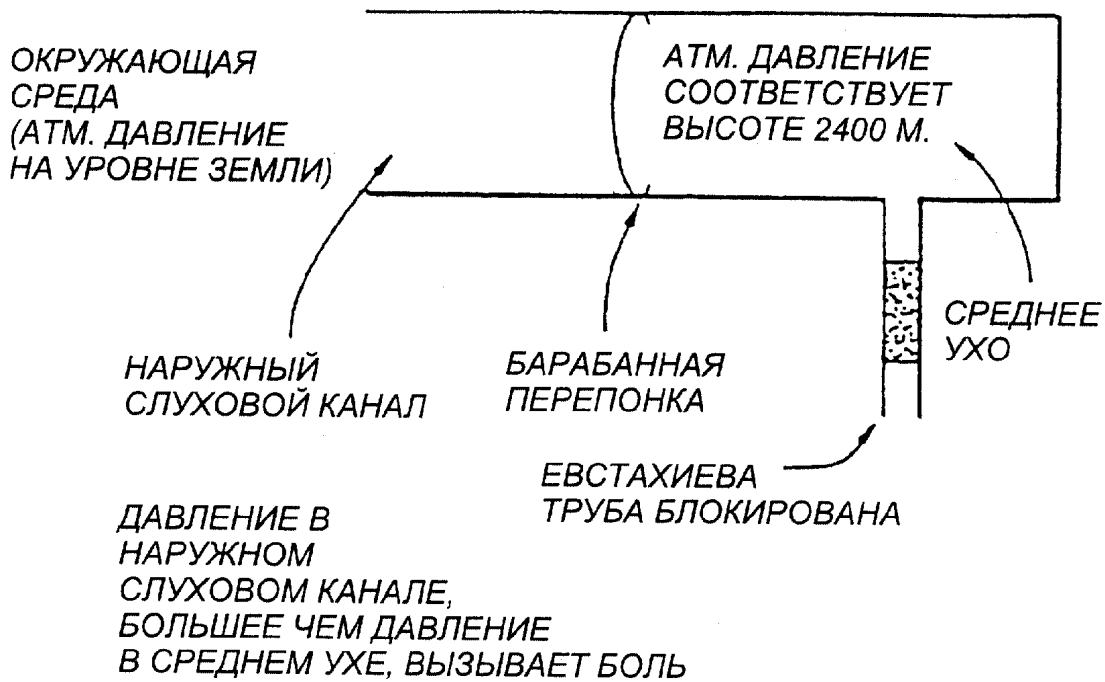 ОКРУЖАЮЩАЯ
СРЕДА
(АТМ. ДАВЛЕНИЕ
НА УРОВНЕ ЗЕМЛИ)
АТМ. ДАВЛЕНИЕ
СООТВЕТСТВУЕТ
ВЫСОТЕ 2400 М.
НАРУЖНЫЙ
СЛУХОВОЙ КАНАЛ
БАРАБАННАЯ
ПЕРЕПОНКА
СРЕДНЕЕ
УХО
ЕВСТАХИЕВА
ТРУБА БЛОКИРОВАНА
ДАВЛЕНИЕ В
НАРУЖНОМ
СЛУХОВОМ КАНАЛЕ,
БОЛЬШЕЕ ЧЕМ ДАВЛЕНИЕ
В СРЕДНЕМ УХЕ, ВЫЗЫВАЕТ БОЛЬ